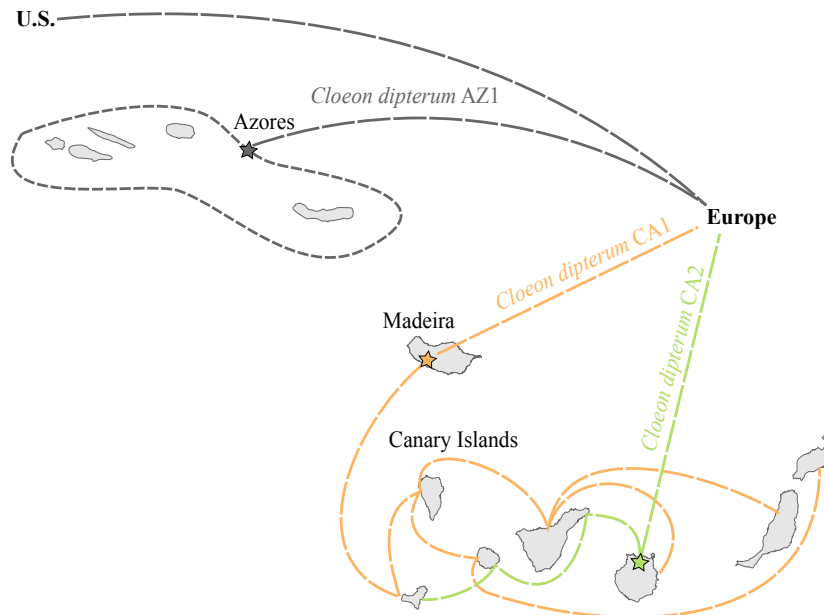 U.S.
Cloeon dipterum AZ1
Azores
Europe
Cloeon dipterum CA1
Cloeon dipterum CA2
Madeira
Canary Islands